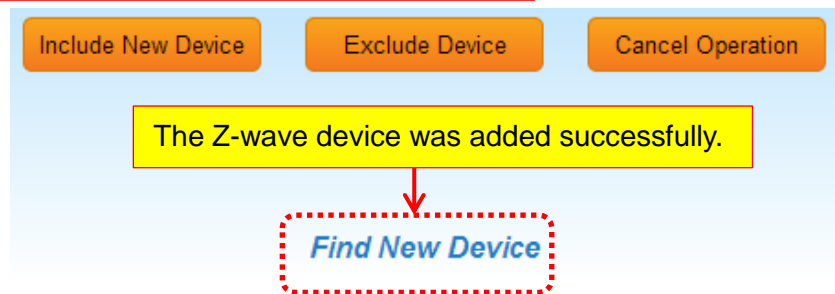 Include New Device
Exclude Device
Cancel Operation
The Z-wave device was added successfully.
Find New Device